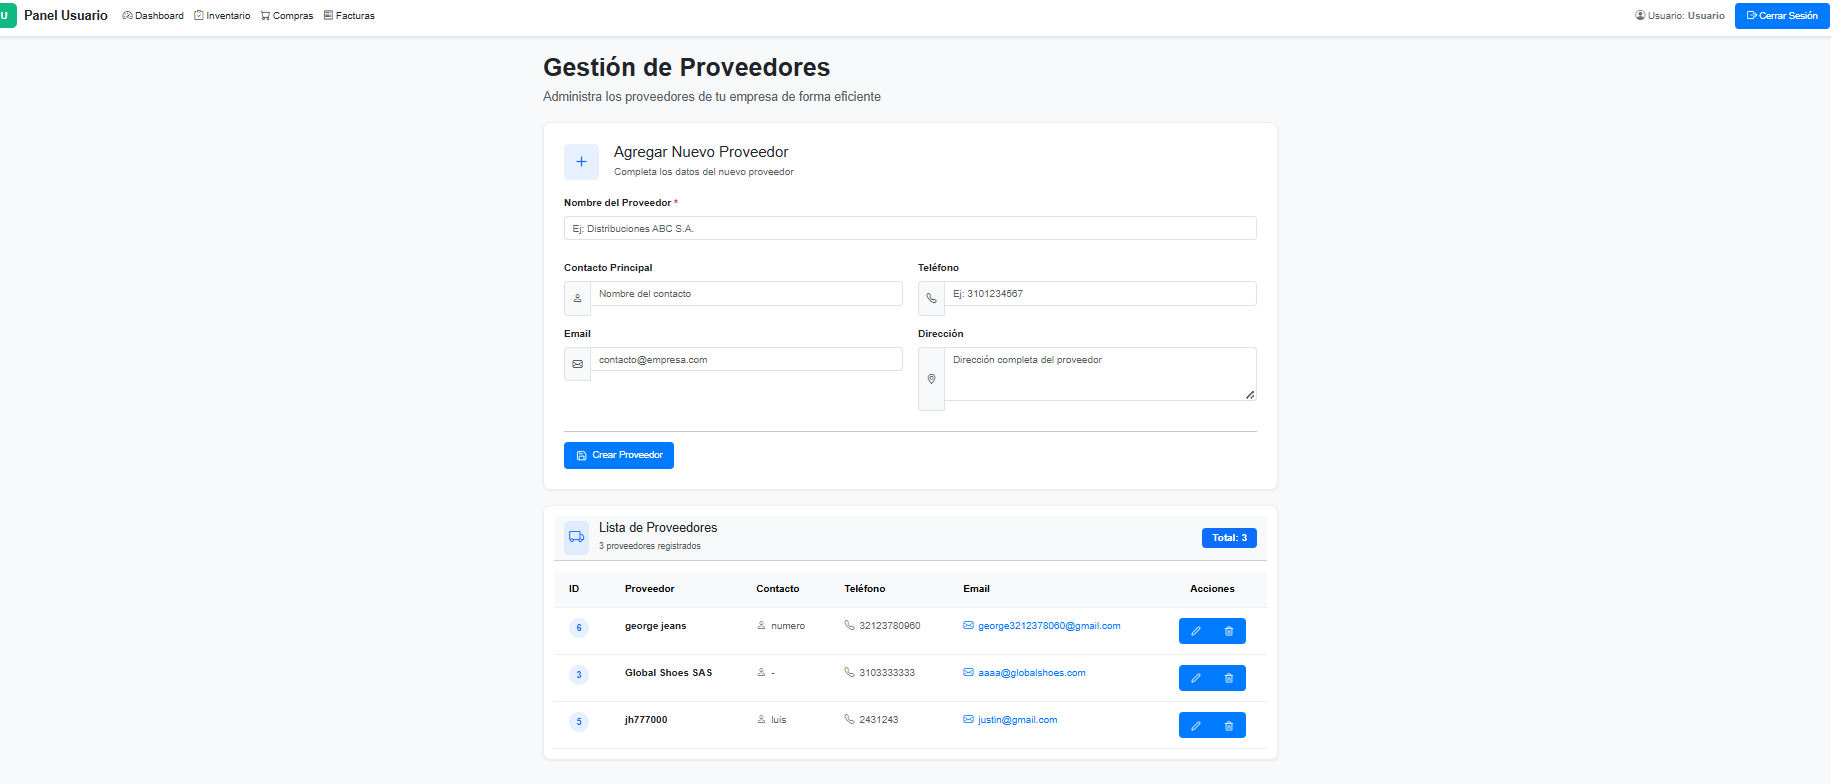 U Panel Usuario Dashboard Inventario Compras Facturas Usuario: Usuario Cerrar Sesión
Gestión de Proveedores
Administra los proveedores de tu empresa de forma eficiente
Agregar Nuevo Proveedor
Completa los datos del nuevo proveedor
Nombre del Proveedor *
Ej: Distribuciones ABC S.A.
Contacto Principal Teléfono
Nombre del contacto Ej: 3101234567
Email Dirección
contacto@empresa.com Dirección completa del proveedor
Crear Proveedor
Lista de Proveedores
3 proveedores registrados
Total: 3
ID Proveedor Contacto Teléfono Email Acciones
6 george jeans numero 32123780960 george3212378060@gmail.com
3 Global Shoes SAS - 3103333333 aaaa@globalshoes.com
5 jh777000 luis 2431243 justin@gmail.com